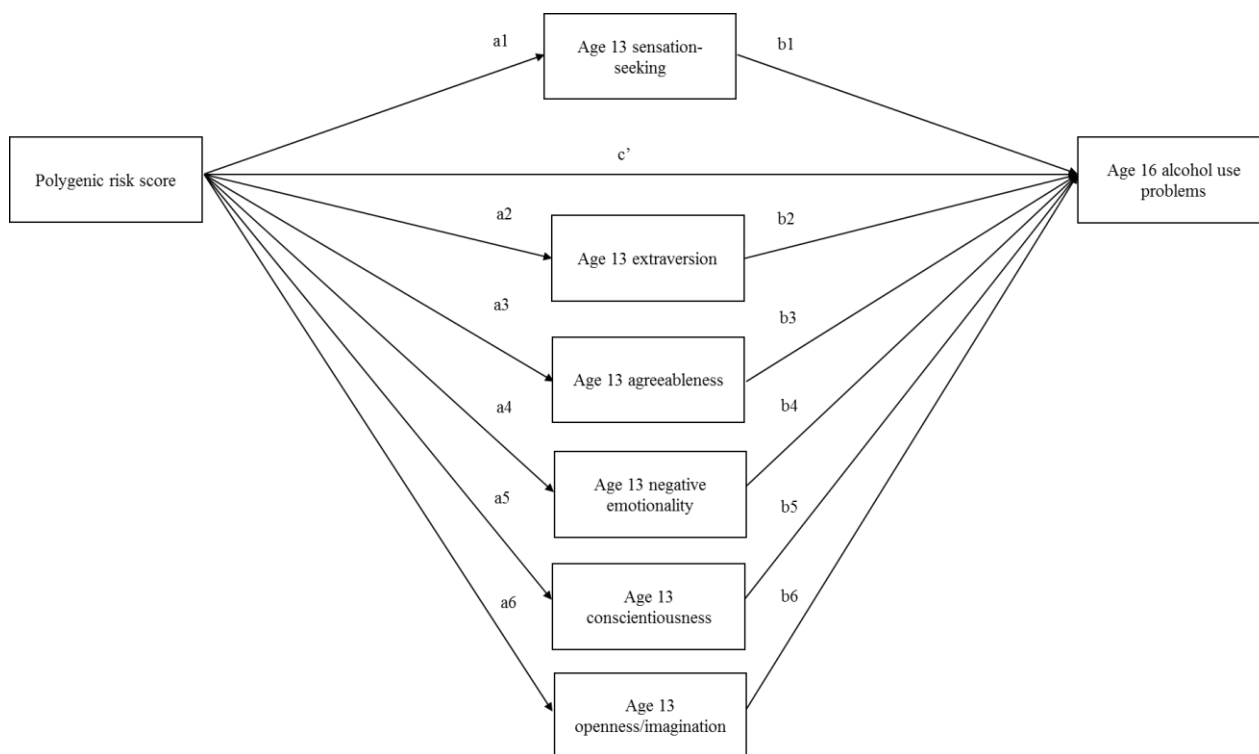 a1
Age 13 sensation-
seeking
b1
Polygenic risk score
c’
Age 16 alcohol use
problems
a2
Age 13 extraversion
b2
a3
Age 13 agreeableness
b3
a4
Age 13 negative
emotionality
b4
a5
Age 13
conscientiousness
b5
a6
Age 13
openness/imagination
b6